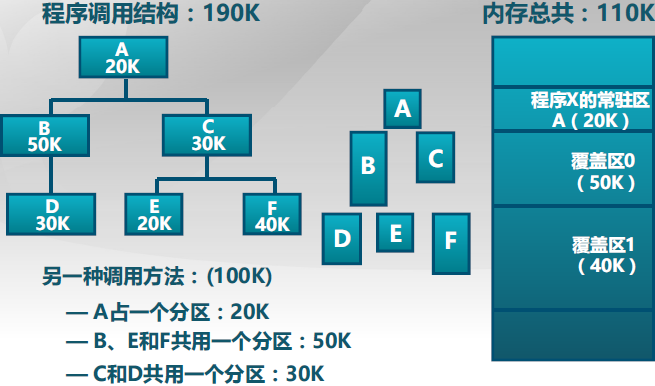 程序调用结构：190K
内存总共：110K
A
20K
B
50K
C
30K
D
30K
E
20K
F
40K
A
B
C
D
E
F
程序X的常驻区
A（20K）
覆盖区0
（50K）
覆盖区1
（40K）
另一种调用方法：(100K)
— A占一个分区：20K
— B、E和F共用一个分区：50K
— C和D共用一个分区：30K